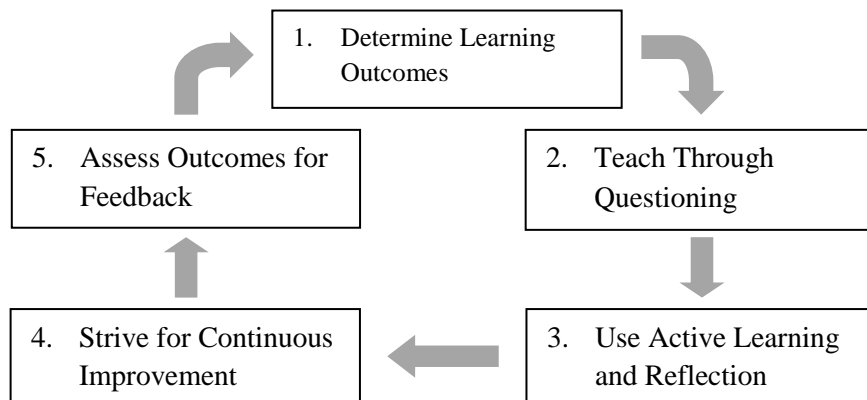 1. Determine Learning
Outcomes
2. Teach Through
Questioning
3. Use Active Learning
and Reflection
4. Strive for Continuous
Improvement
5. Assess Outcomes for
Feedback